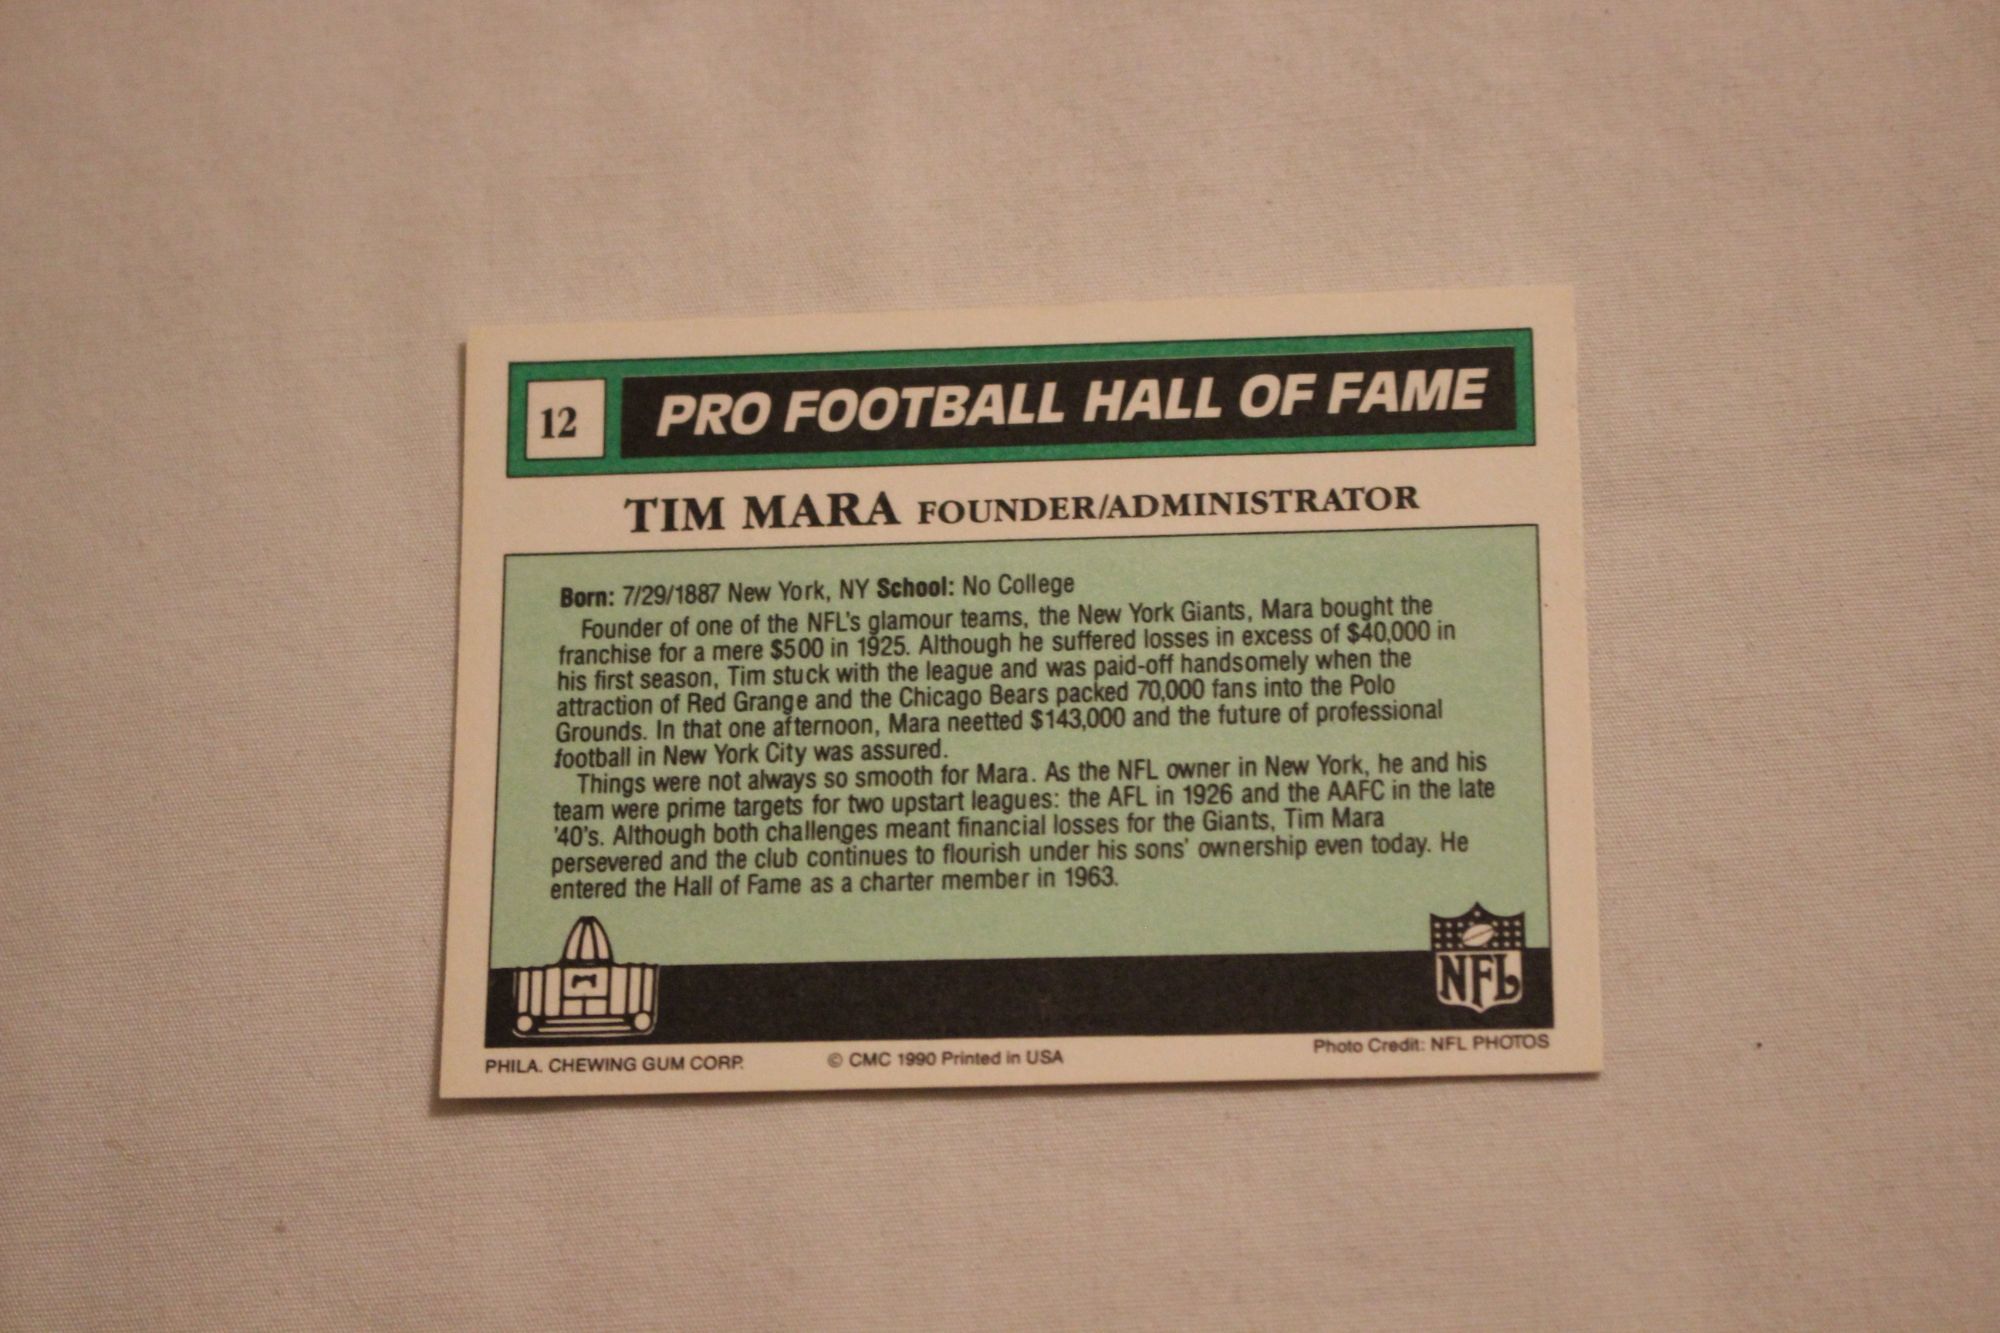 12
PRO FOOTBALL HALL OF FAME
TIM MARA FOUNDER/ADMINISTRATOR
Born: 7/29/1887 New York, NY School: No College
Founder of one of the NFL's glamour teams, the New York Giants, Mara bought the
franchise for a mere $500 in 1925. Although he suffered losses in excess of $40,000 in
his first season, Tim stuck with the league and was paid-off handsomely when the
attraction of Red Grange and the Chicago Bears packed 70,000 fans into the Polo
Grounds. In that one afternoon, Mara neetted $143,000 and the future of professional
football in New York City was assured.
Things were not always so smooth for Mara. As the NFL owner in New York, he and his
team were prime targets for two upstart leagues: the AFL in 1926 and the AAFC in the late
'40's. Although both challenges meant financial losses for the Giants, Tim Mara
persevered and the club continues to flourish under his sons' ownership even today. He
entered the Hall of Fame as a charter member in 1963.
NFL
PHILA. CHEWING GUM CORP.
© CMC 1990 Printed in USA
Photo Credit: NFL PHOTOS